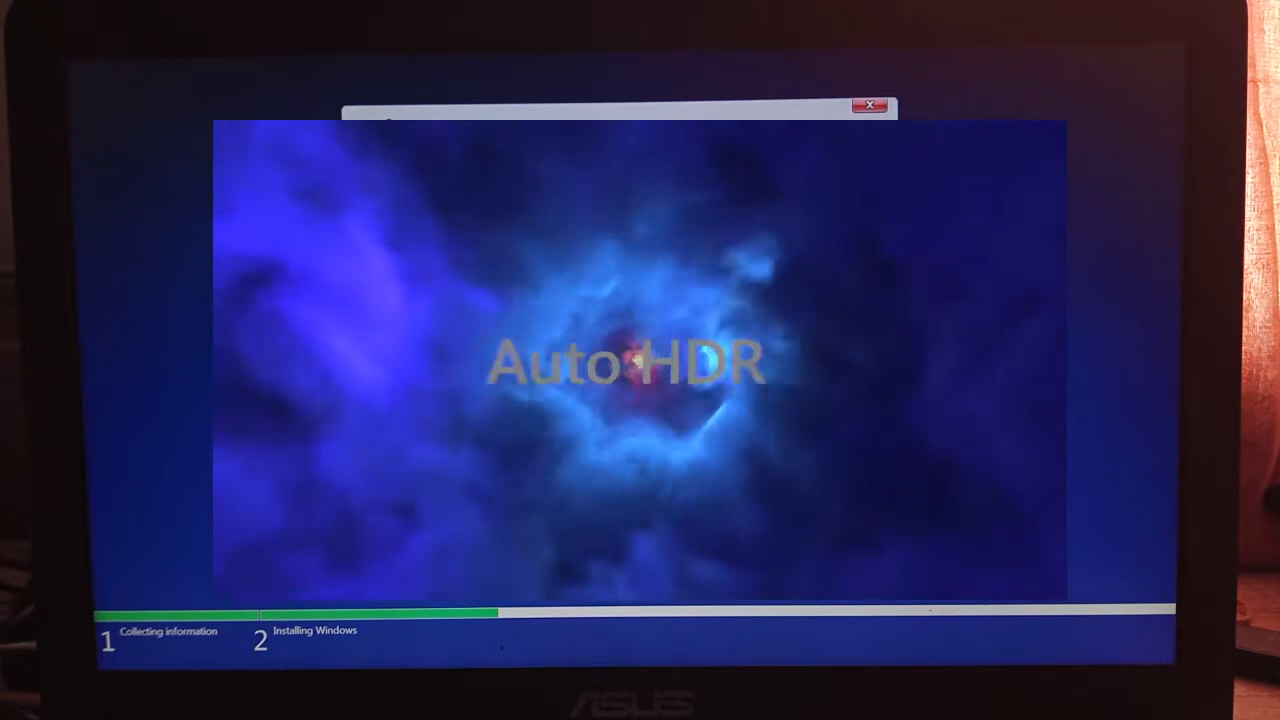 x
Auto HDR
1 Collecting information
2 Installing Windows
ASUS